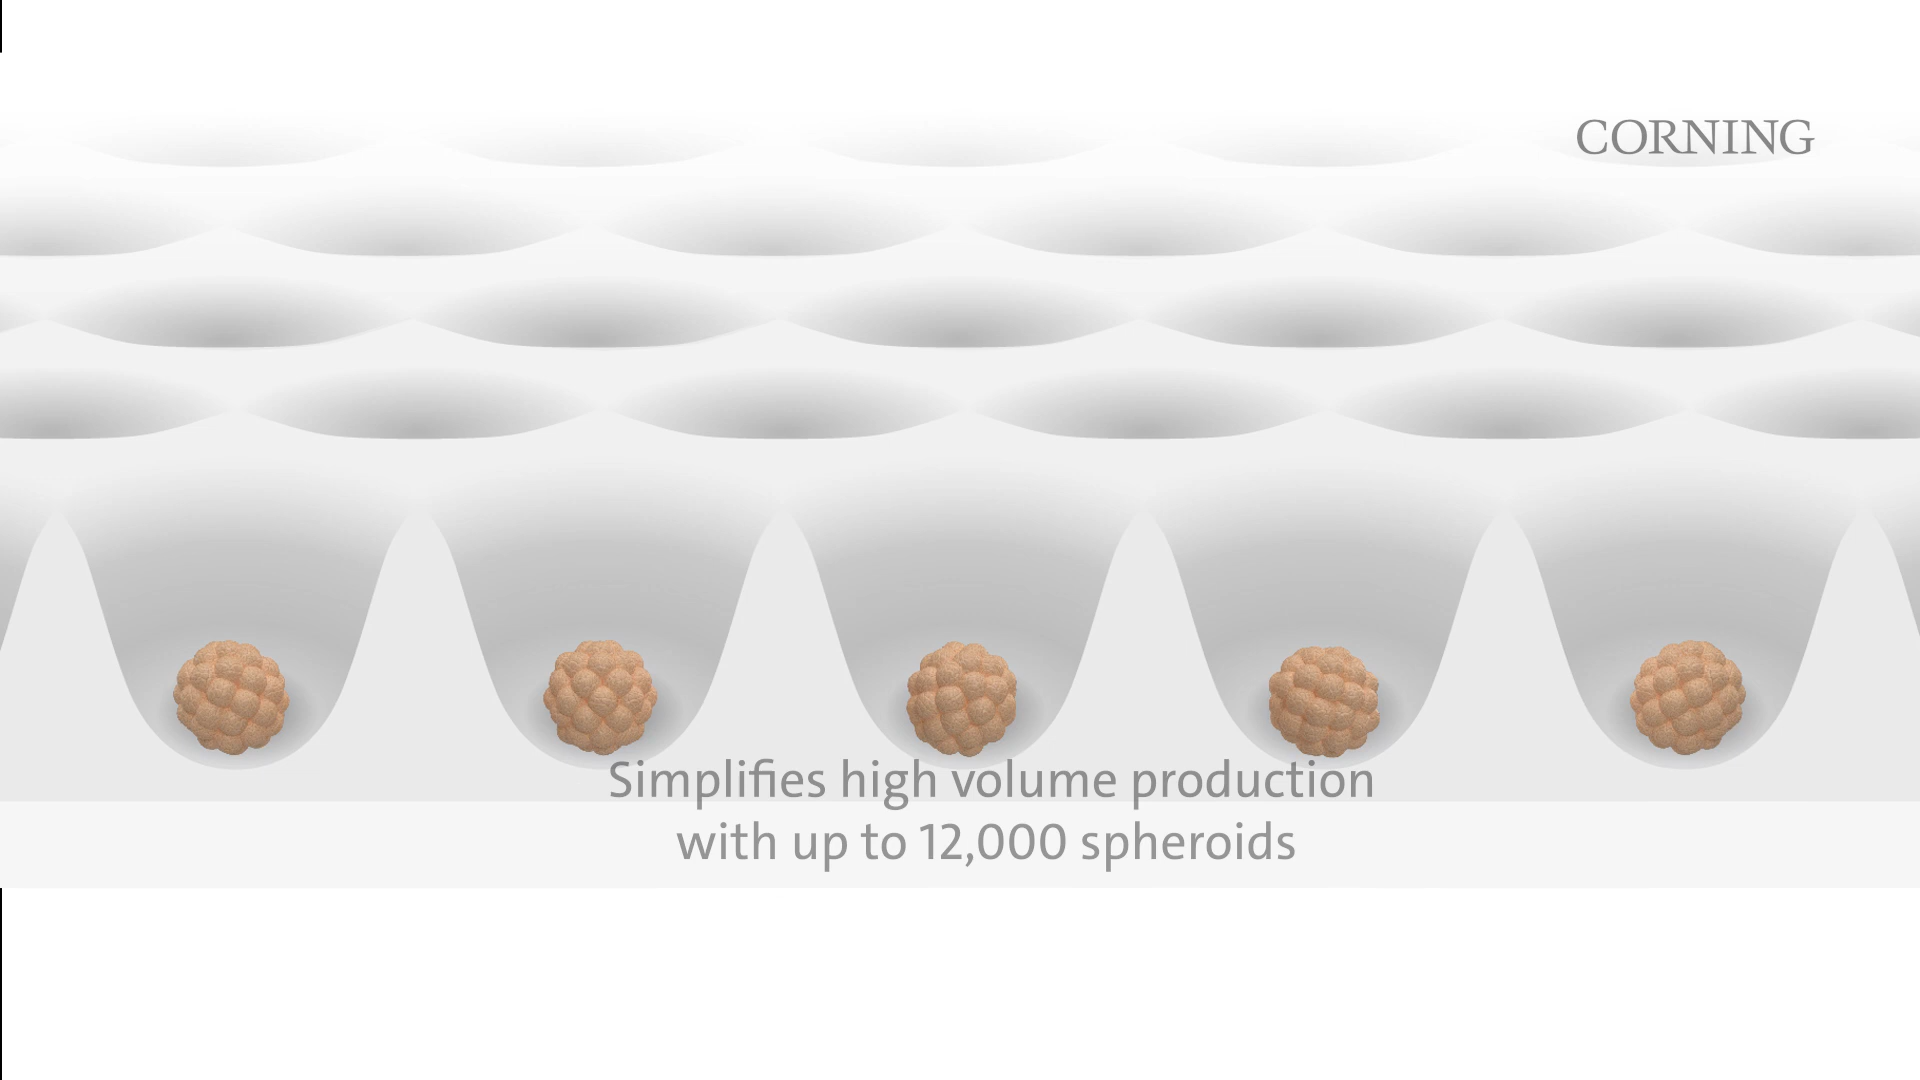 CORNING
Simplifies high volume production
with up to 12,000 spheroids